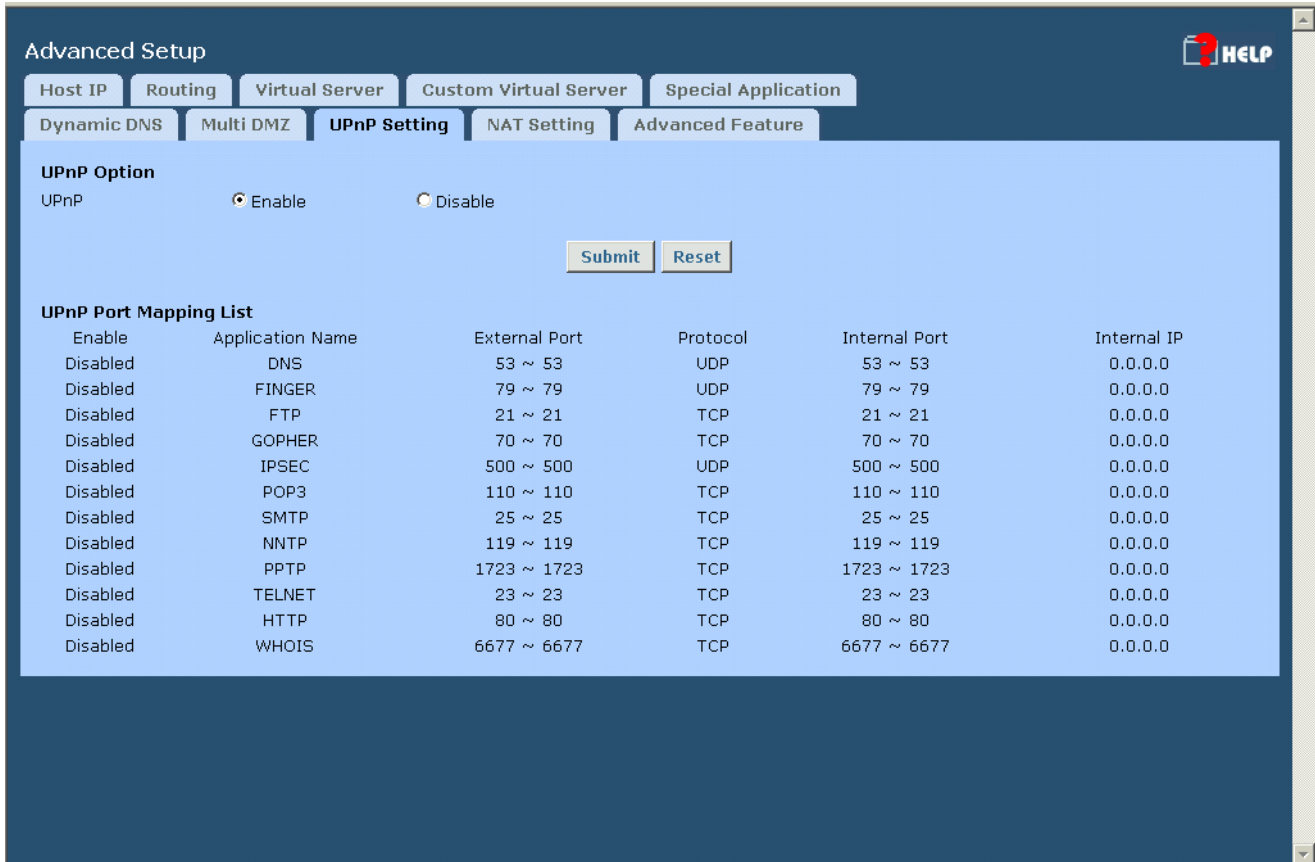 Advanced Setup
HELP
Host IP Routing Virtual Server Custom Virtual Server Special Application
Dynamic DNS Multi DMZ UPnP Setting NAT Setting Advanced Feature
UPnP Option
UPnP Enable Disable
Submit Reset
UPnP Port Mapping List
Enable Application Name External Port Protocol Internal Port Internal IP
Disabled DNS 53 ~ 53 UDP 53 ~ 53 0.0.0.0
Disabled FINGER 79 ~ 79 UDP 79 ~ 79 0.0.0.0
Disabled FTP 21 ~ 21 TCP 21 ~ 21 0.0.0.0
Disabled GOPHER 70 ~ 70 TCP 70 ~ 70 0.0.0.0
Disabled IPSEC 500 ~ 500 UDP 500 ~ 500 0.0.0.0
Disabled POP3 110 ~ 110 TCP 110 ~ 110 0.0.0.0
Disabled SMTP 25 ~ 25 TCP 25 ~ 25 0.0.0.0
Disabled NNTP 119 ~ 119 TCP 119 ~ 119 0.0.0.0
Disabled PPTP 1723 ~ 1723 TCP 1723 ~ 1723 0.0.0.0
Disabled TELNET 23 ~ 23 TCP 23 ~ 23 0.0.0.0
Disabled HTTP 80 ~ 80 TCP 80 ~ 80 0.0.0.0
Disabled WHOIS 6677 ~ 6677 TCP 6677 ~ 6677 0.0.0.0